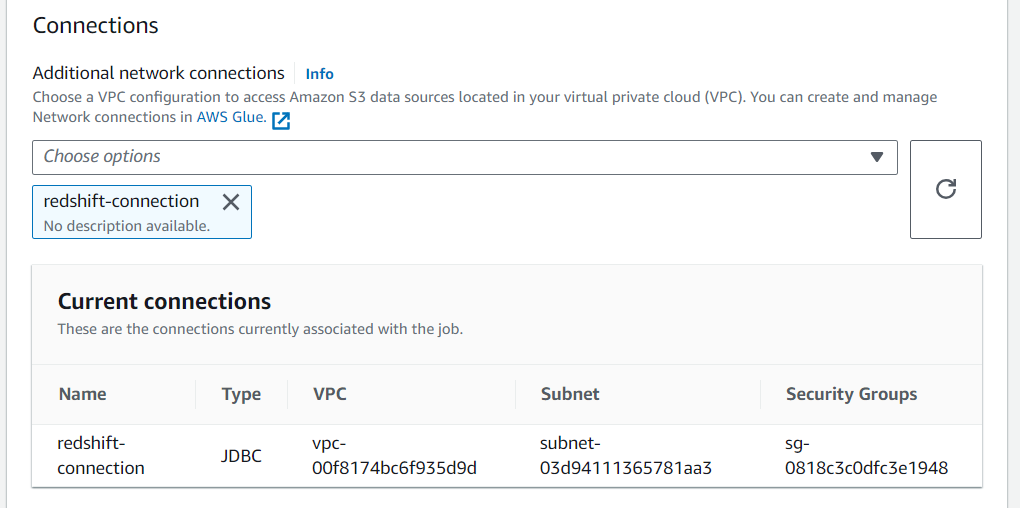 Connections
Additional network connections Info
Choose a VPC configuration to access Amazon S3 data sources located in your virtual private cloud (VPC). You can create and manage
Network connections in AWS Glue.
Choose options
redshift-connection
No description available.
Current connections
These are the connections currently associated with the job.
Name Type VPC Subnet Security Groups
redshift- vpc- subnet- sg-
connection JDBC 00f8174bc6f935d9d 03d94111365781aa3 0818c3c0dfc3e1948